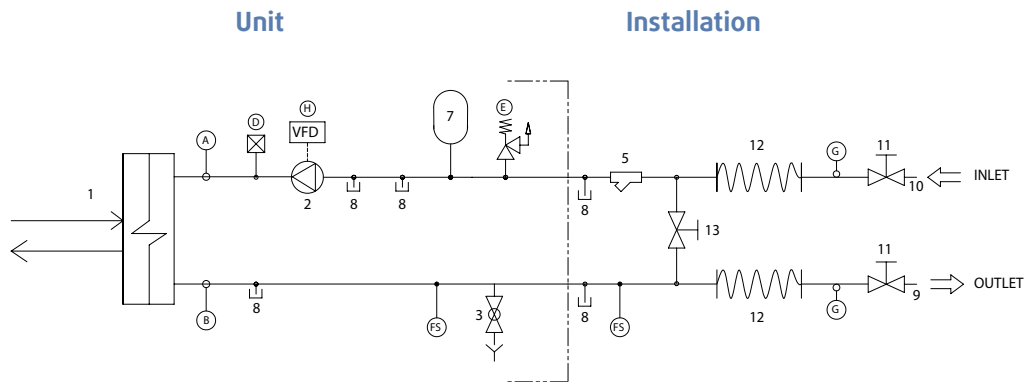 Unit
Installation
E
H
D
7
VFD
A
G
11
12
5
1
INLET
10
2
8
8
8
13
11
OUTLET
9
3
8
8
B
FS
FS
12
G